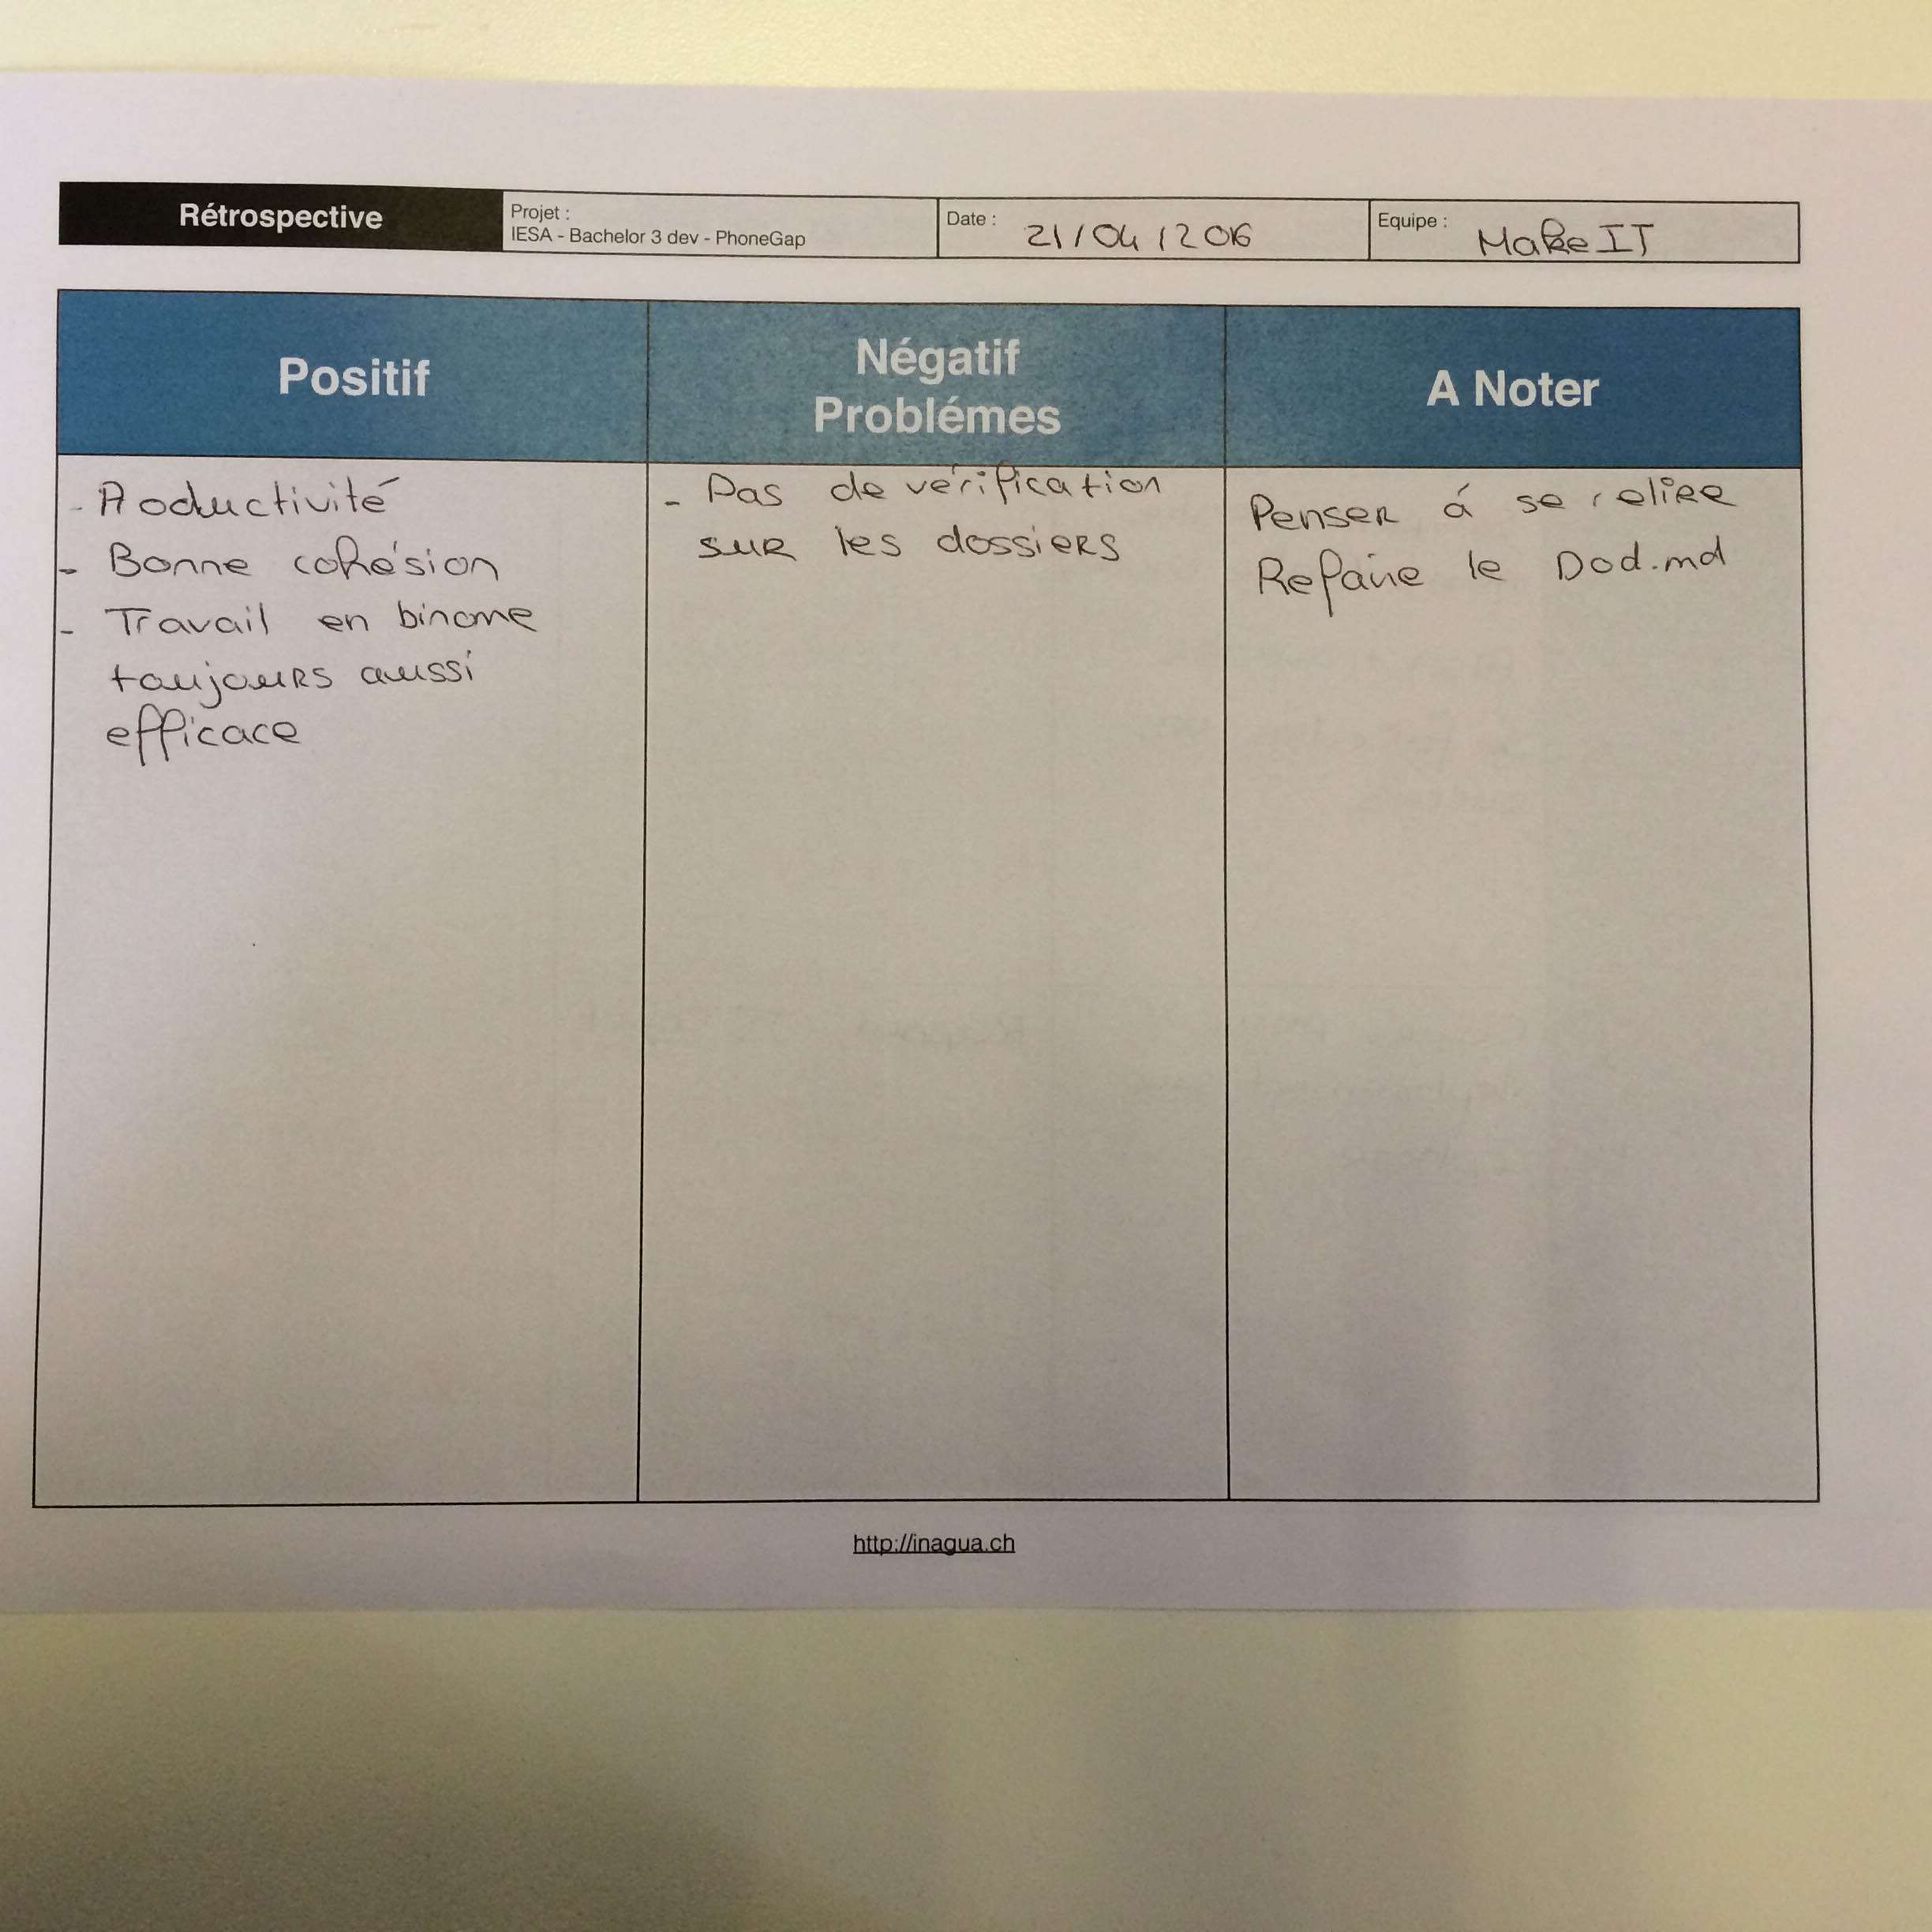 Rétrospective
Projet :
IESA - Bachelor 3 dev - PhoneGap
Date : 21/04/2016
Equipe : MakeIT
Positif
Négatif
Problémes
A Noter
- Productivité
- Bonne cohésion
- Travail en binome
toujours aussi
efficace
- Pas de vérification
sur les dossiers
Penser á se relire
Refaire le Dod.md
http://inagua.ch